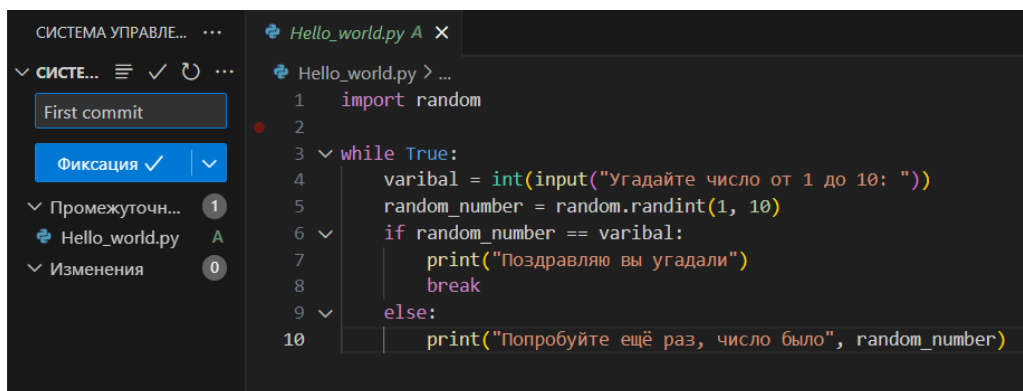 СИСТЕМА УПРАВЛЕ... ...
СИСТЕ... ...
First commit
Фиксация
Промежуточн... 1
Hello_world.py A
Изменения 0
Hello_world.py A
Hello_world.py > ...
1 import random
2
3 while True:
4     varibal = int(input("Угадайте число от 1 до 10: "))
5     random_number = random.randint(1, 10)
6     if random_number == varibal:
7         print("Поздравляю вы угадали")
8         break
9     else:
10         print("Попробуйте ещё раз, число было", random_number)